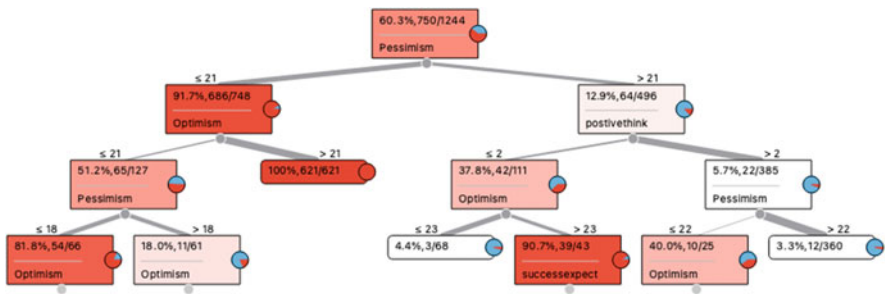 60.3%,750/1244
Pessimism
≤ 21
> 21
91.7%,686/748
Optimism
12.9%,64/496
postivethink
≤ 21
> 21
≤ 2
> 2
51.2%,65/127
Pessimism
100%,621/621
37.8%,42/111
Optimism
5.7%,22/385
Pessimism
≤ 18
> 18
≤ 23
> 23
≤ 22
> 22
81.8%,54/66
Optimism
18.0%,11/61
Optimism
4.4%,3/68
90.7%,39/43
successexpect
40.0%,10/25
Optimism
3.3%,12/360